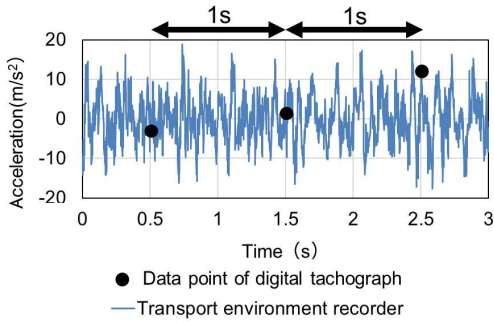 1s 1s
20
10
0
-10
-20
Acceleration(m/s²)
0 0.5 1 1.5 2 2.5 3
Time （s）
Data point of digital tachograph
Transport environment recorder